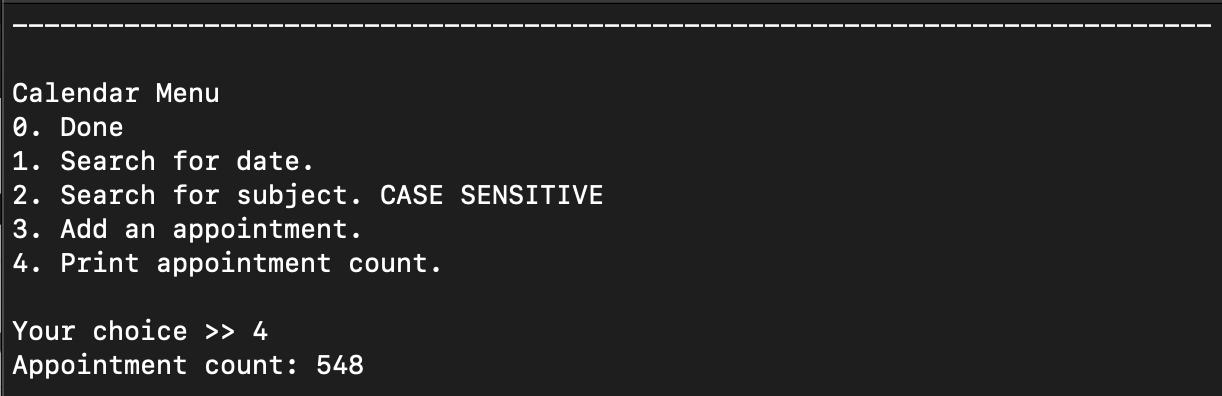 ---------------------------------------------------------------------------
Calendar Menu
0. Done
1. Search for date.
2. Search for subject. CASE SENSITIVE
3. Add an appointment.
4. Print appointment count.
Your choice >> 4
Appointment count: 548